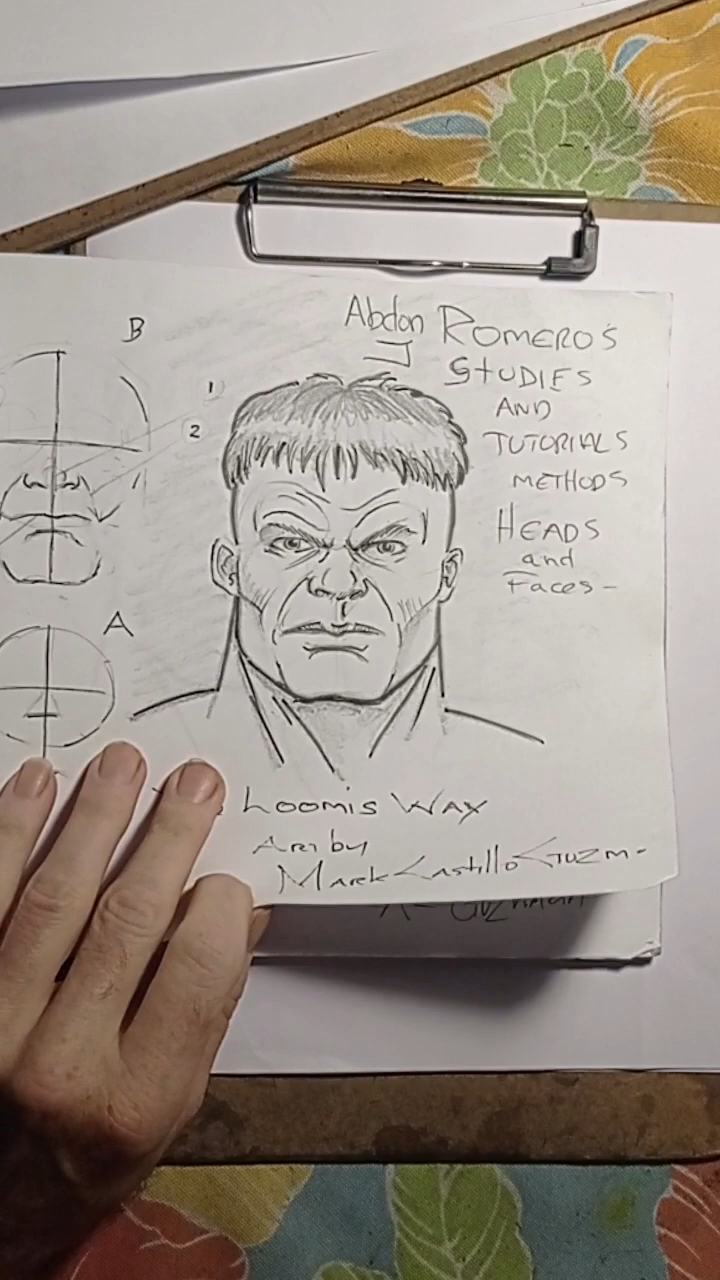 B
Abdon J Romero's
Studies
and
Tutorials
Methods
Heads
and
Faces-
1
2
A
Loomis Way
Art by
Mark Castillo Guzm-